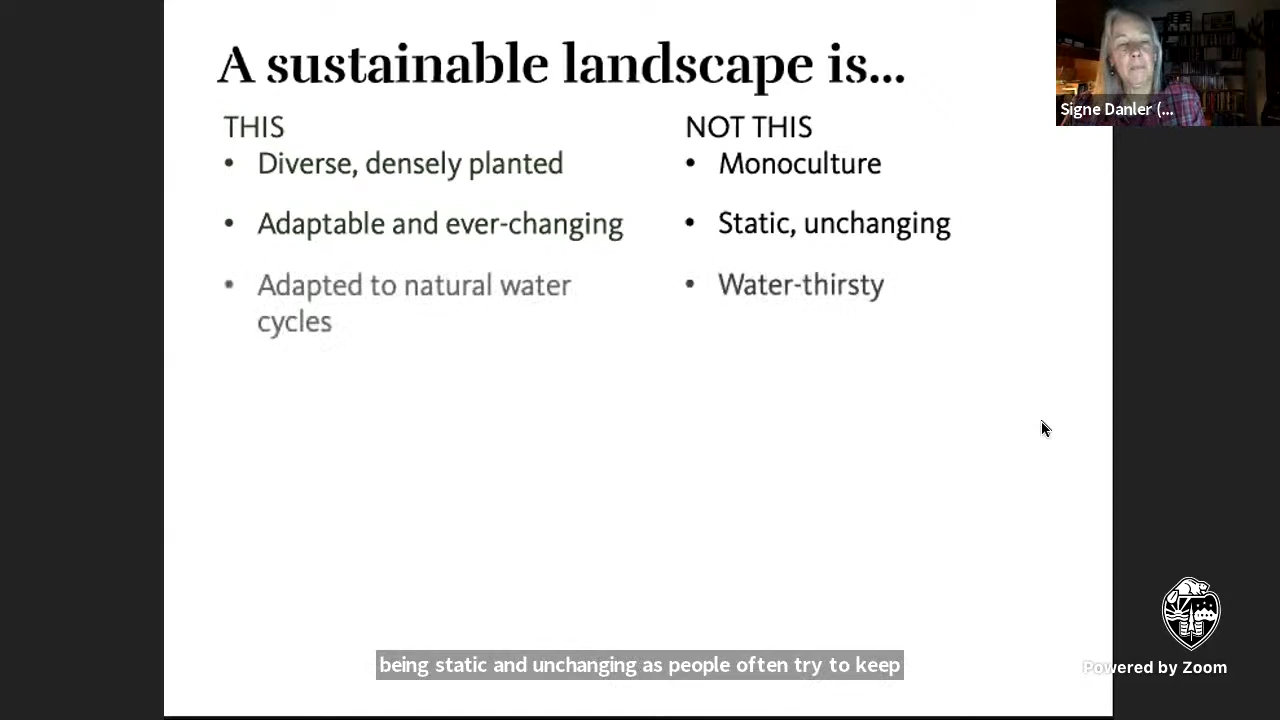 A sustainable landscape is...
THIS
• Diverse, densely planted
• Adaptable and ever-changing
• Adapted to natural water
cycles
NOT THIS
• Monoculture
• Static, unchanging
• Water-thirsty
Signe Danler (...
being static and unchanging as people often try to keep
Powered by Zoom